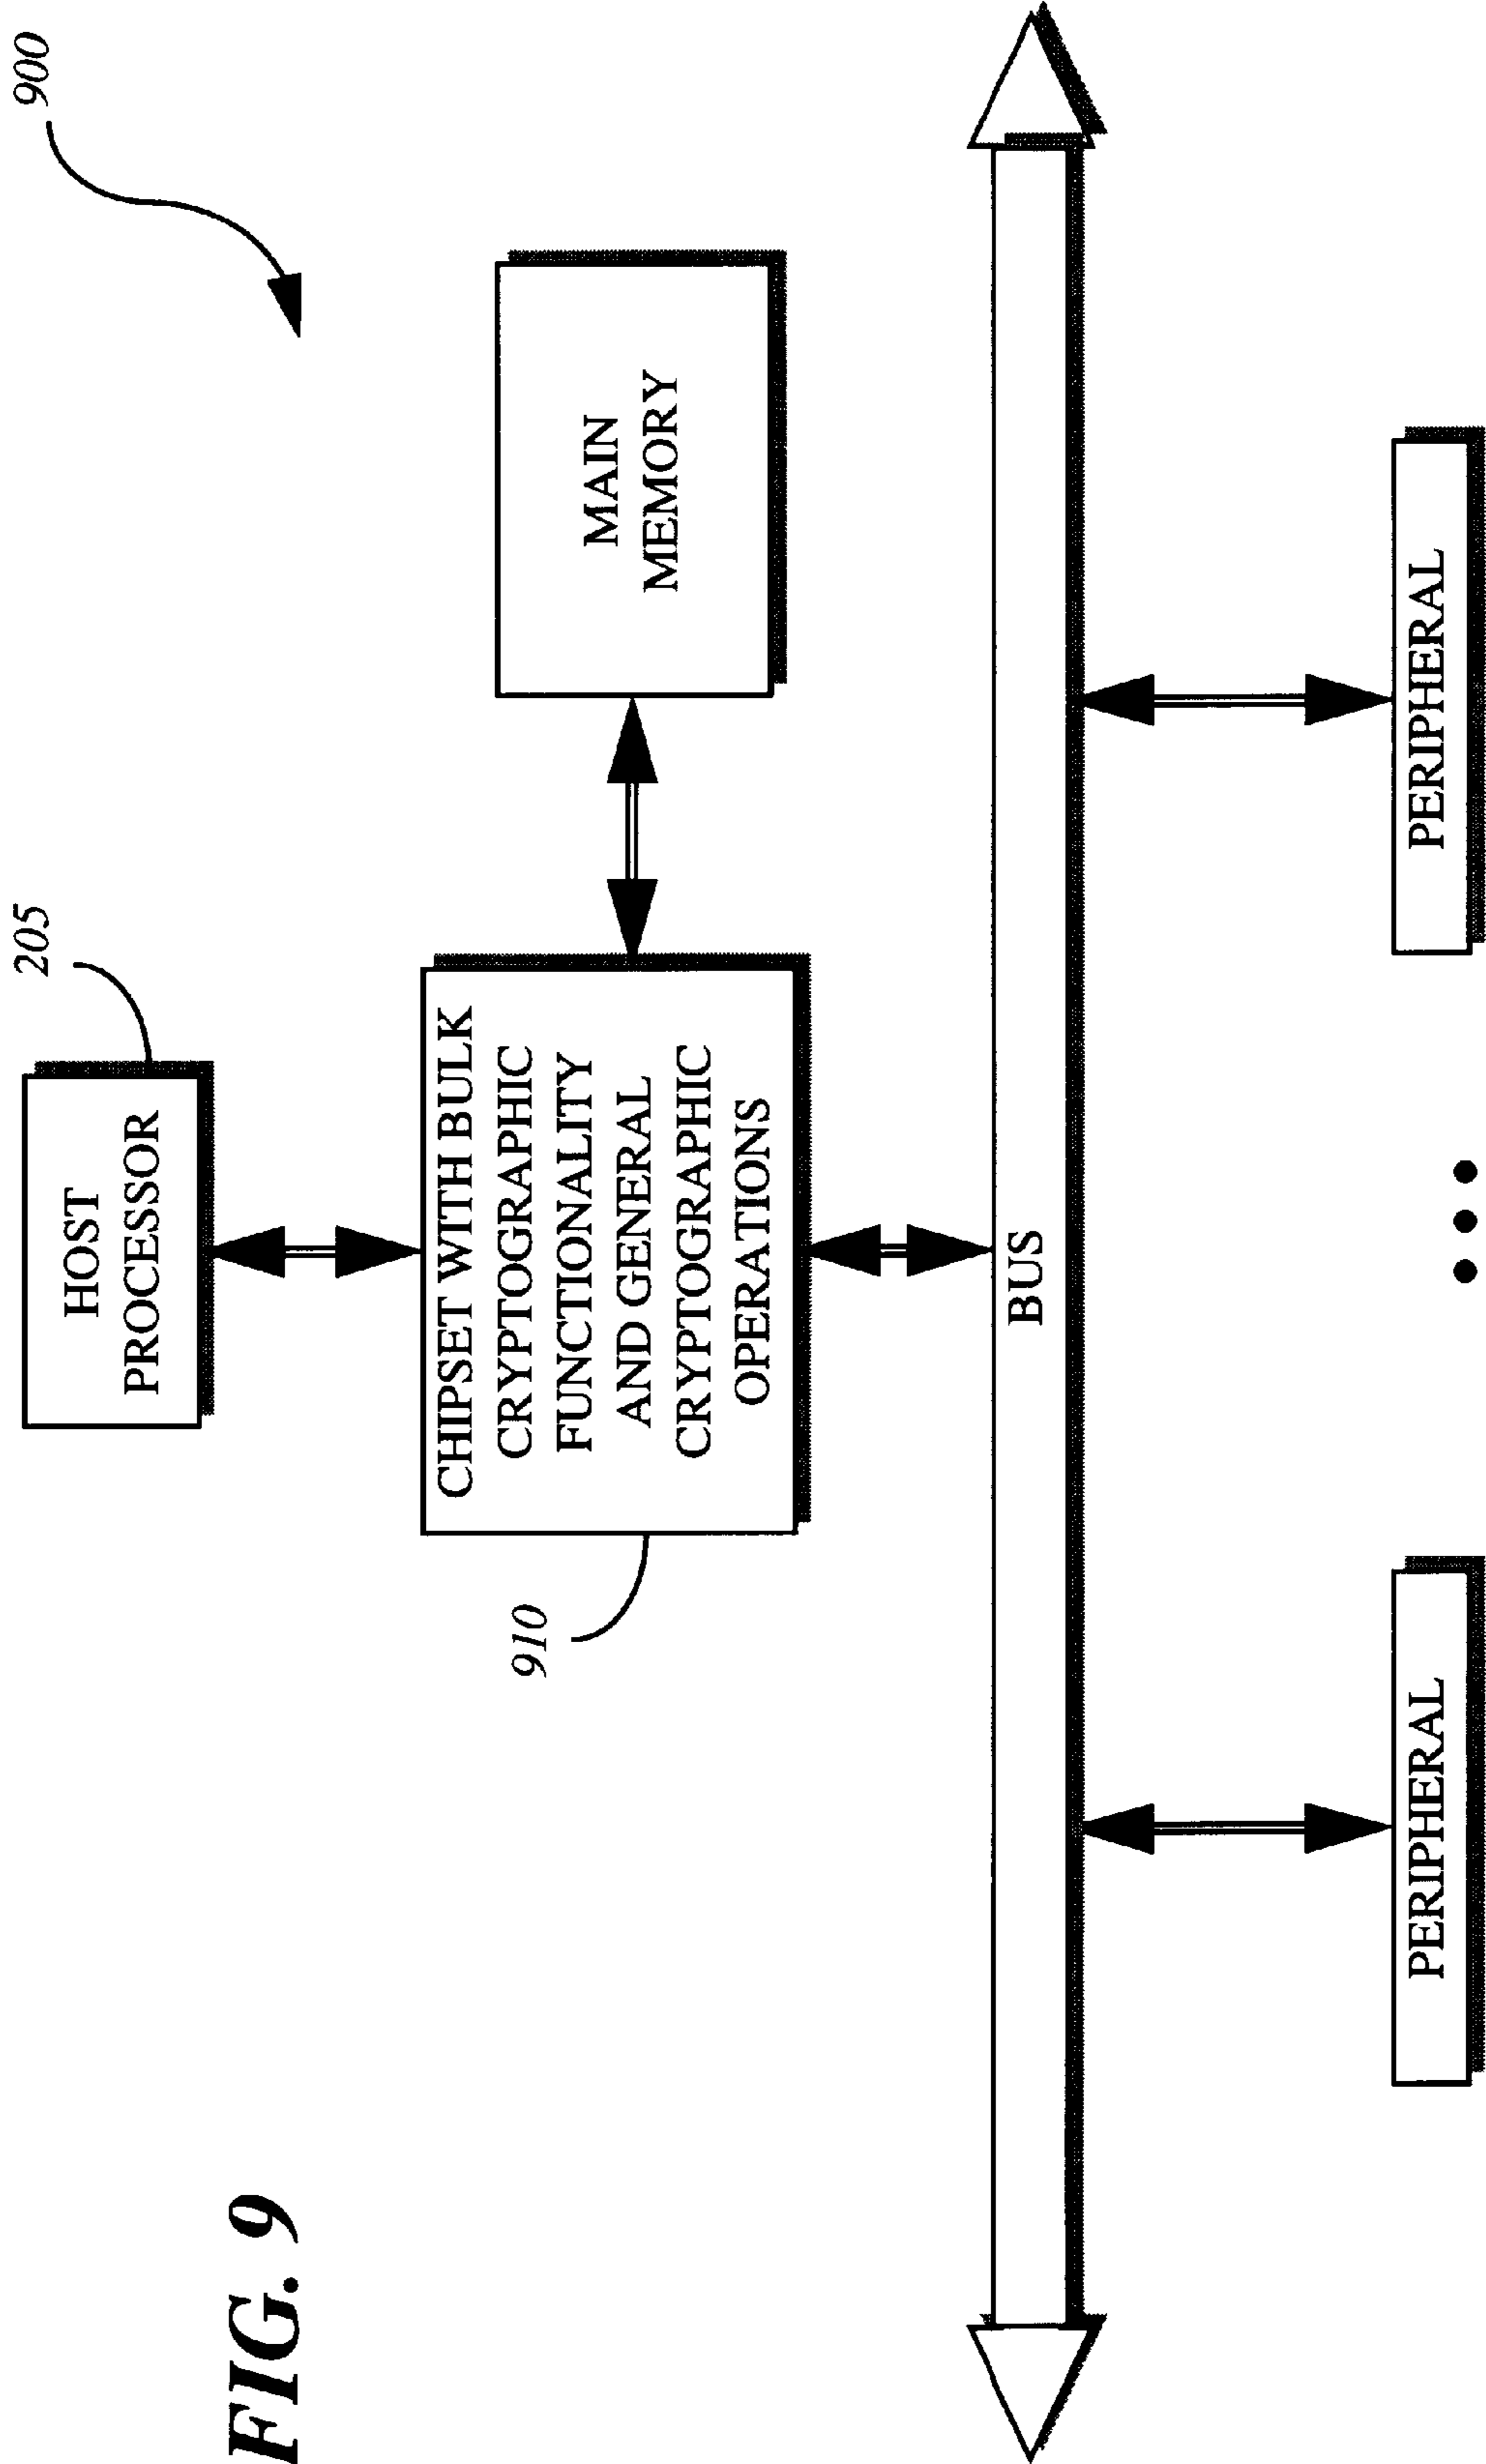 FIG. 9
900
205
HOST
PROCESSOR
910
CHIPSET WITH BULK
CRYPTOGRAPHIC
FUNCTIONALITY
AND GENERAL
CRYPTOGRAPHIC
OPERATIONS
MAIN
MEMORY
BUS
PERIPHERAL
PERIPHERAL